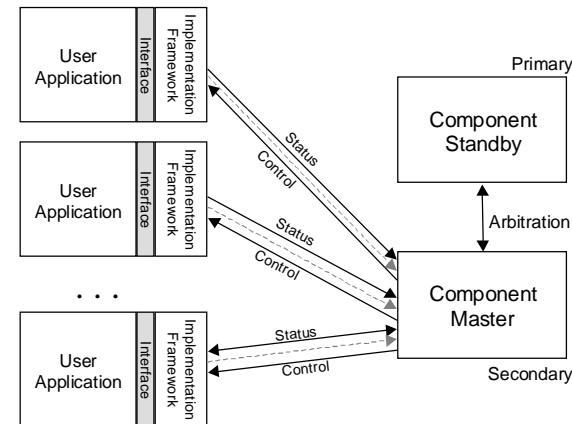 User
Application
Interface
Implementation
Framework
Status
Control
Primary
Component
Standby
Arbitration
User
Application
Interface
Implementation
Framework
Status
Control
Component
Master
Secondary
. . .
User
Application
Interface
Implementation
Framework
Status
Control